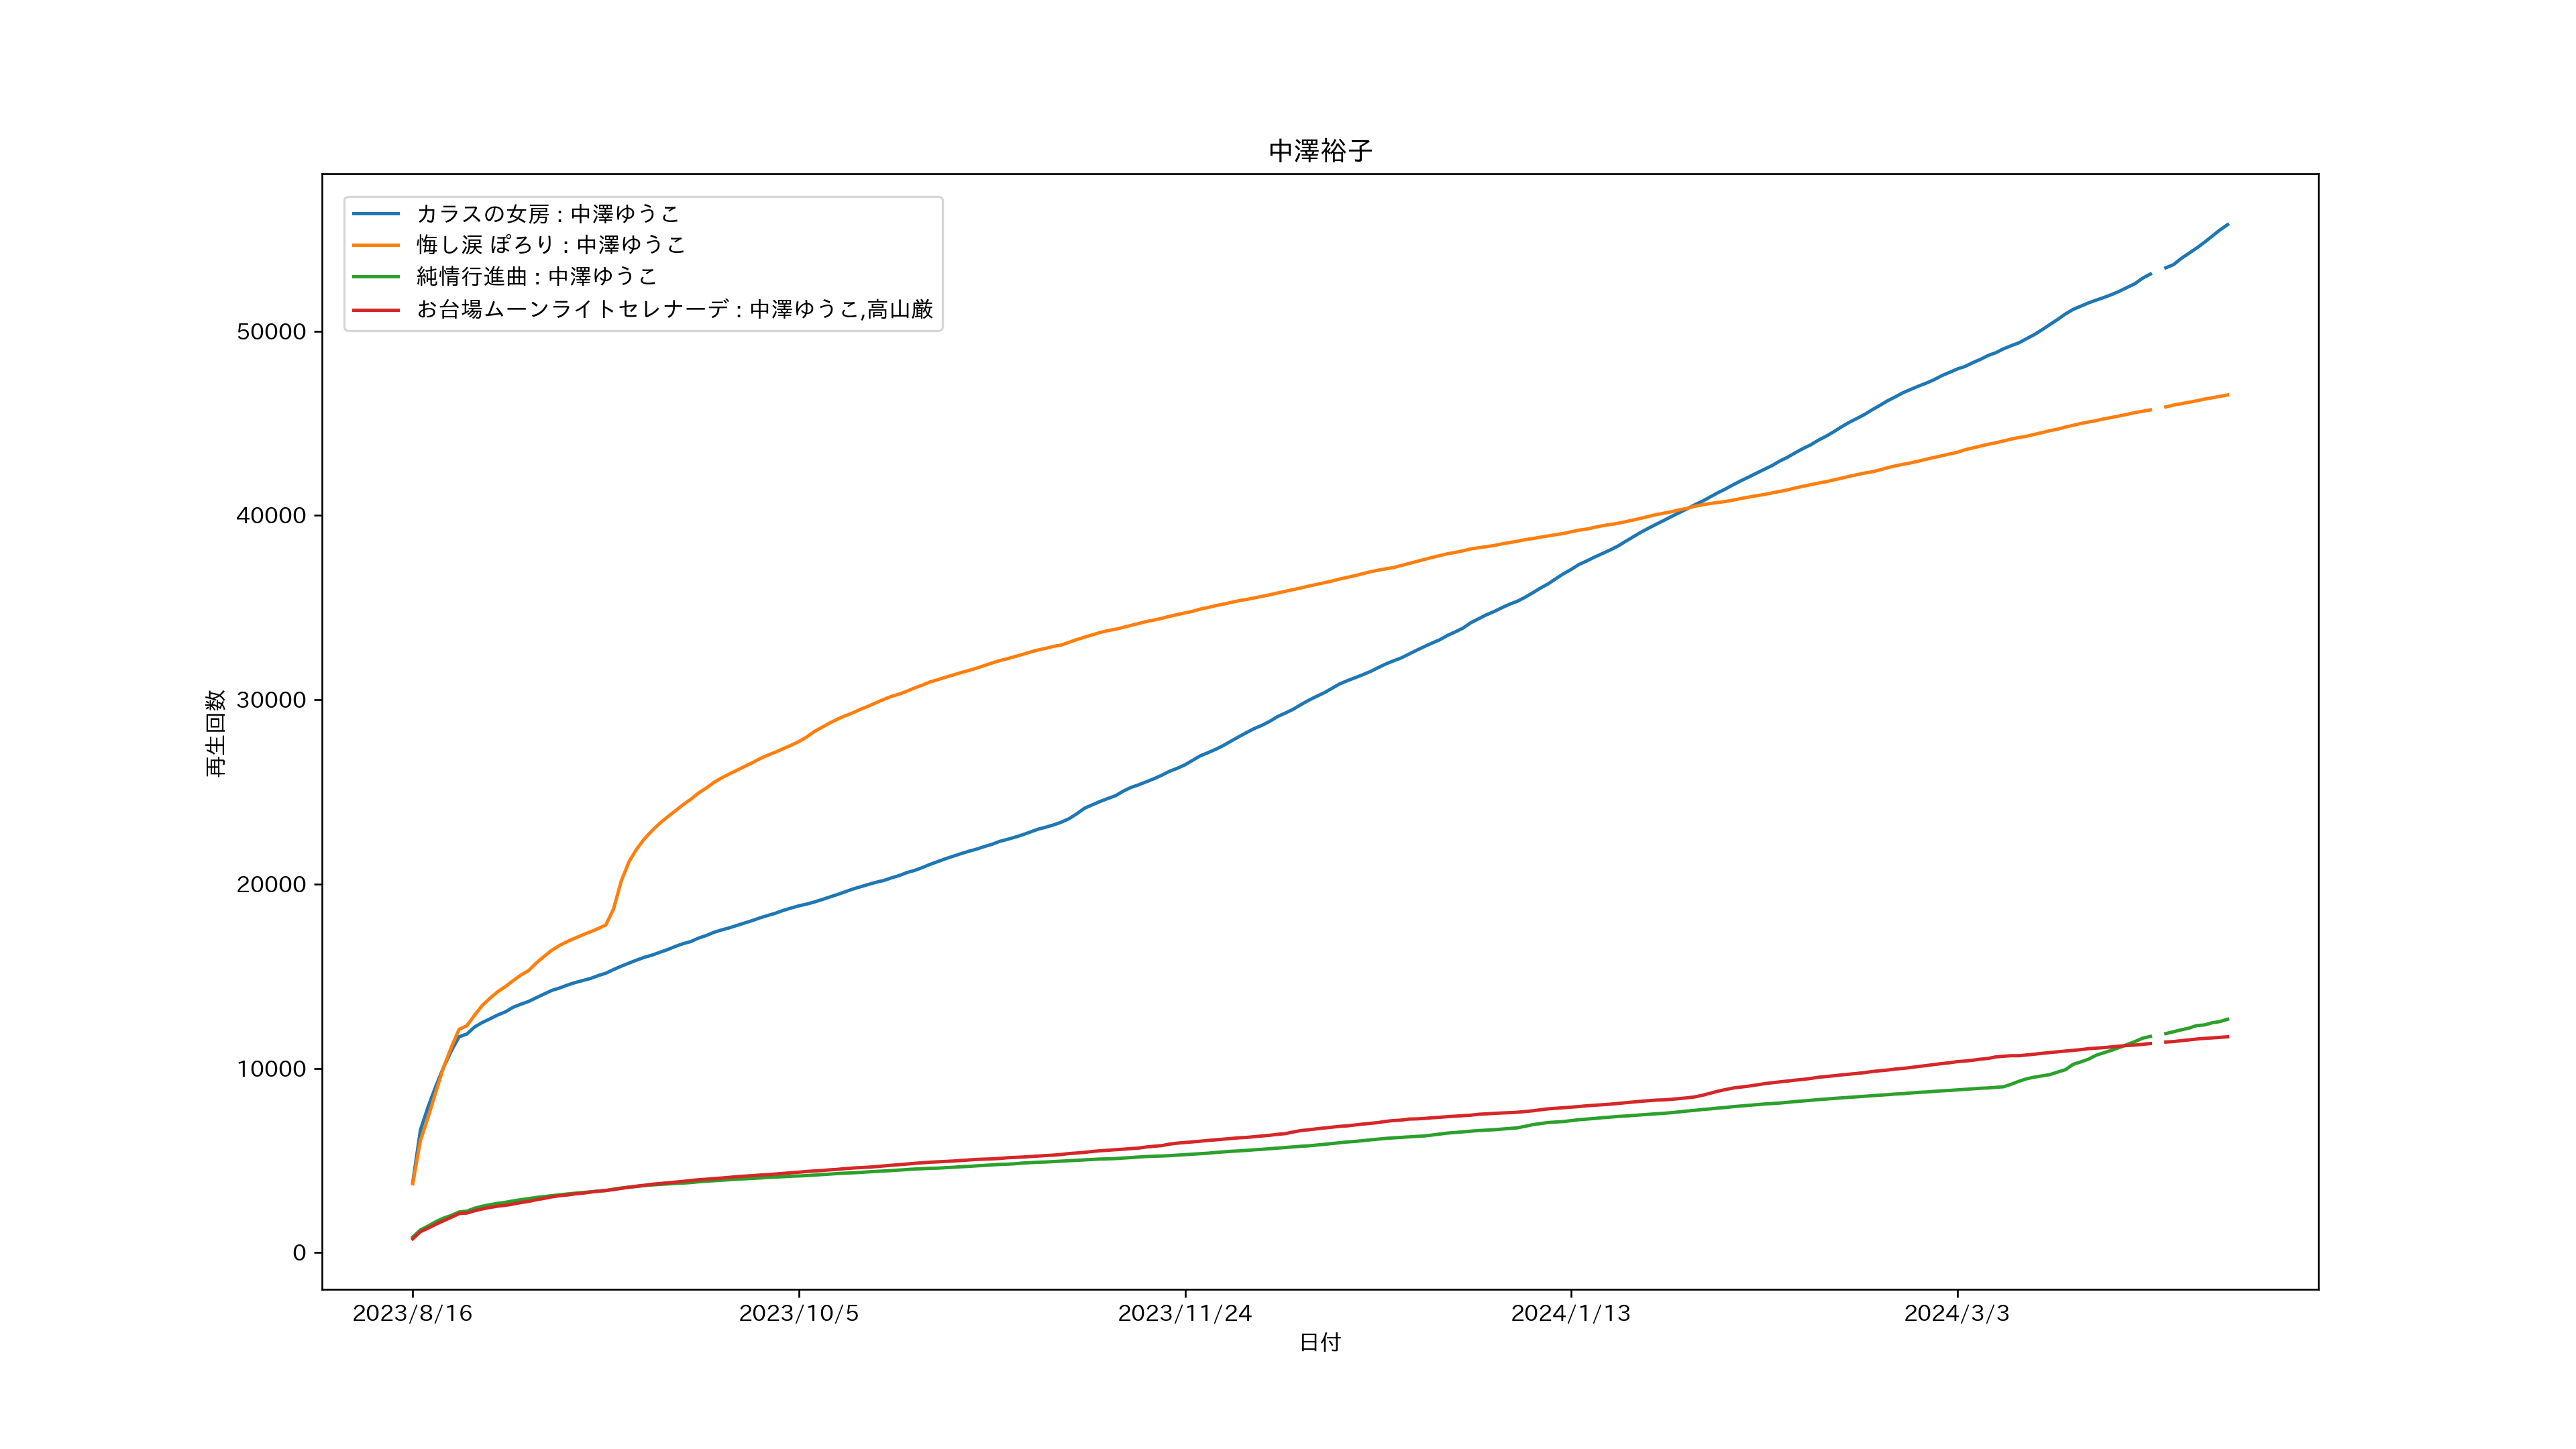 中澤裕子
カラスの女房 : 中澤ゆうこ
悔し涙 ぽろり : 中澤ゆうこ
純情行進曲 : 中澤ゆうこ
お台場ムーンライトセレナーデ : 中澤ゆうこ,高山厳
再生回数
50000
40000
30000
20000
10000
0
2023/8/16 2023/10/5 2023/11/24 2024/1/13 2024/3/3
日付